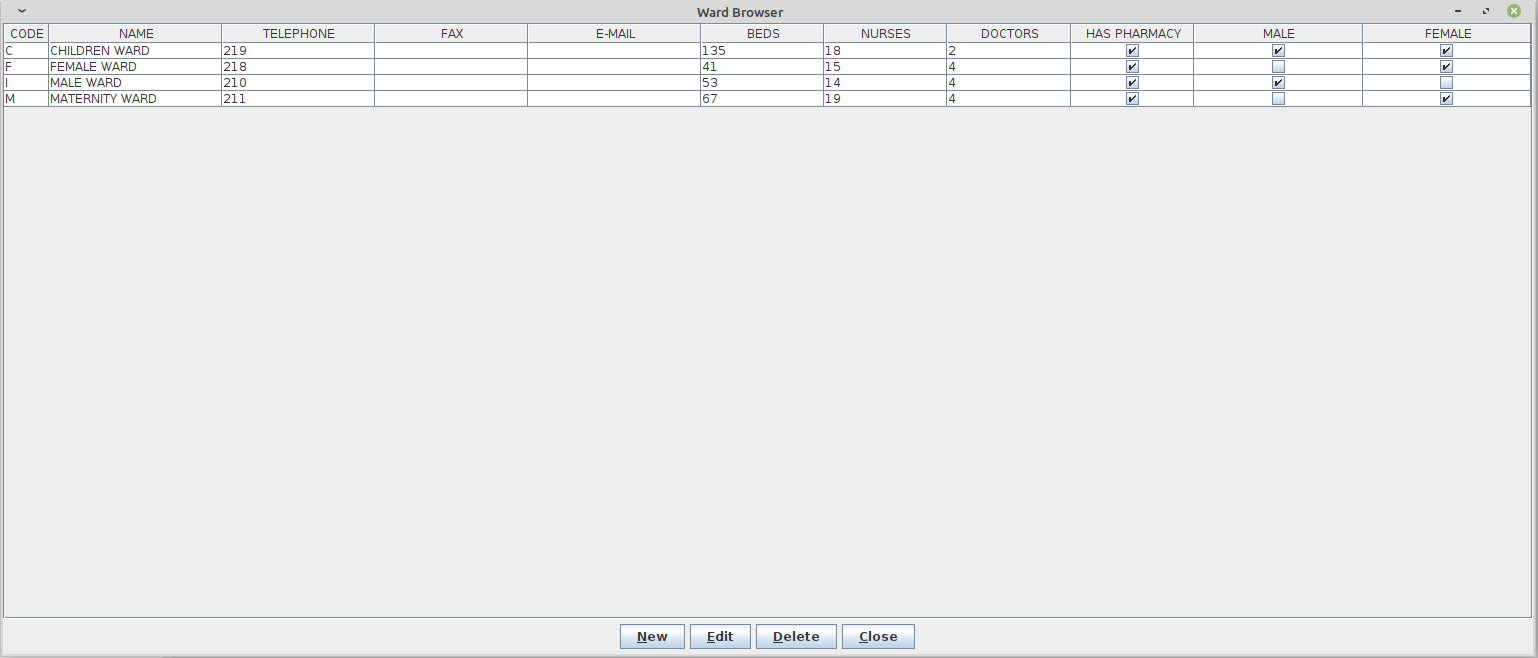 Ward Browser
CODE NAME TELEPHONE FAX E-MAIL BEDS NURSES DOCTORS HAS PHARMACY MALE FEMALE
C CHILDREN WARD 219 135 18 2
F FEMALE WARD 218 41 15 4
I MALE WARD 210 53 14 4
M MATERNITY WARD 211 67 19 4
New Edit Delete Close